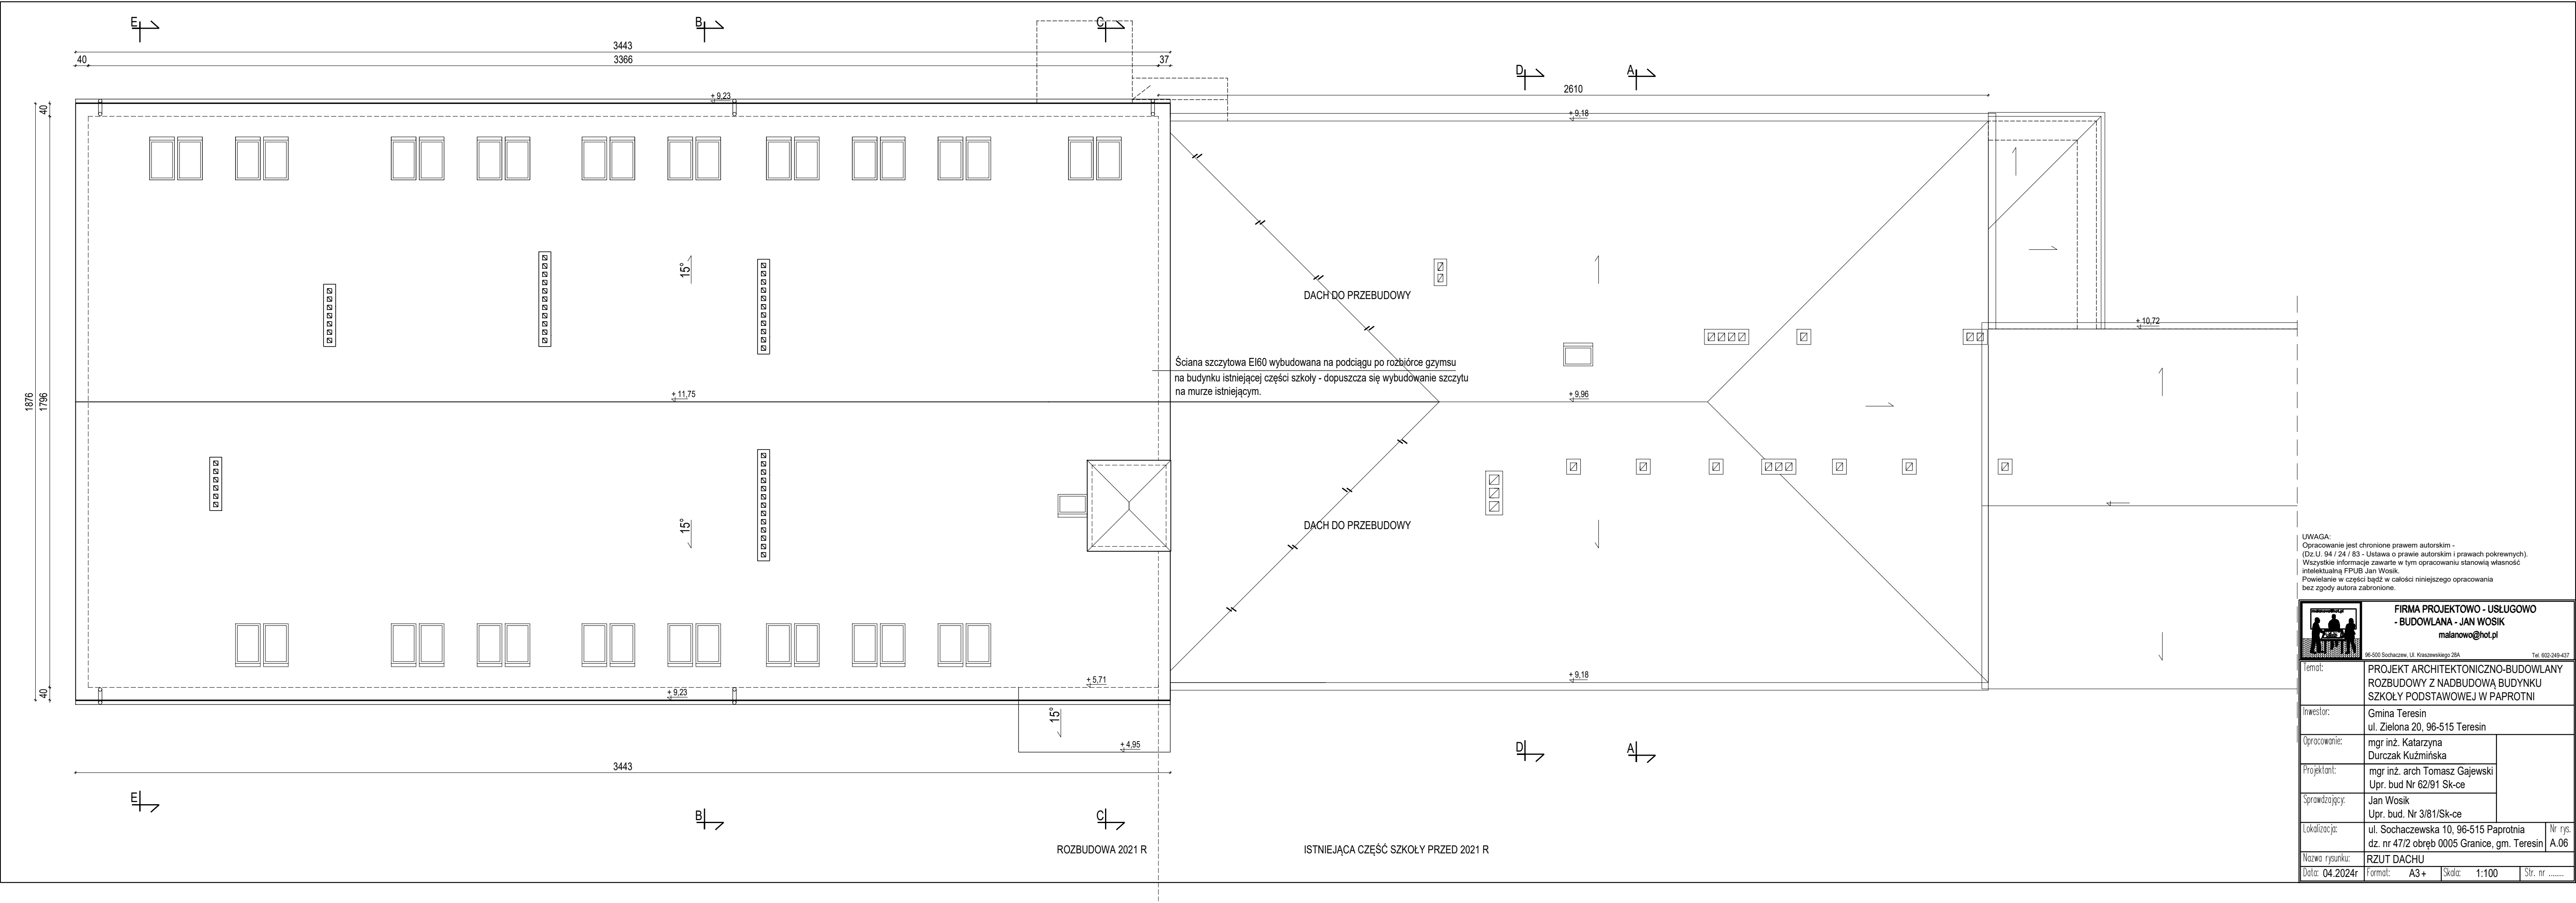 E
B
C
3443
40
3366
37
D
A
2610
+ 9,23
+ 9,18
40
15°
DACH DO PRZEBUDOWY
+ 10,72
Ściana szczytowa EI60 wybudowana na podciągu po rozbiórce gzymsu
na budynku istniejącej części szkoły - dopuszcza się wybudowanie szczytu
na murze istniejącym.
1876
1796
+ 11,75
+ 9,96
15°
DACH DO PRZEBUDOWY
40
+ 9,23
+ 5,71
+ 9,18
15°
+ 4,95
D
A
3443
E
B
C
ROZBUDOWA 2021 R
ISTNIEJĄCA CZĘŚĆ SZKOŁY PRZED 2021 R
UWAGA:
Opracowanie jest chronione prawem autorskim -
(Dz.U. 94 / 24 / 83 - Ustawa o prawie autorskim i prawach pokrewnych).
Wszystkie informacje zawarte w tym opracowaniu stanowią własność
intelektualną FPUB Jan Wosik.
Powielanie w części bądź w całości niniejszego opracowania
bez zgody autora zabronione.
FIRMA PROJEKTOWO - USŁUGOWO
- BUDOWLANA - JAN WOSIK
malanowo@hot.pl
96-500 Sochaczew, Ul. Kraszewskiego 28A Tel. 602-249-437
Temat: PROJEKT ARCHITEKTONICZNO-BUDOWLANY
ROZBUDOWY Z NADBUDOWĄ BUDYNKU
SZKOŁY PODSTAWOWEJ W PAPROTNI
Inwestor: Gmina Teresin
ul. Zielona 20, 96-515 Teresin
Opracowanie: mgr inż. Katarzyna
Durczak Kuźmińska
Projektant: mgr inż. arch Tomasz Gajewski
Upr. bud Nr 62/91 Sk-ce
Sprawdzający: Jan Wosik
Upr. bud. Nr 3/81/Sk-ce
Lokalizacja: ul. Sochaczewska 10, 96-515 Paprotnia Nr rys.
dz. nr 47/2 obręb 0005 Granice, gm. Teresin A.06
Nazwa rysunku: RZUT DACHU
Data: 04.2024r Format: A3+ Skala: 1:100 Str. nr ........